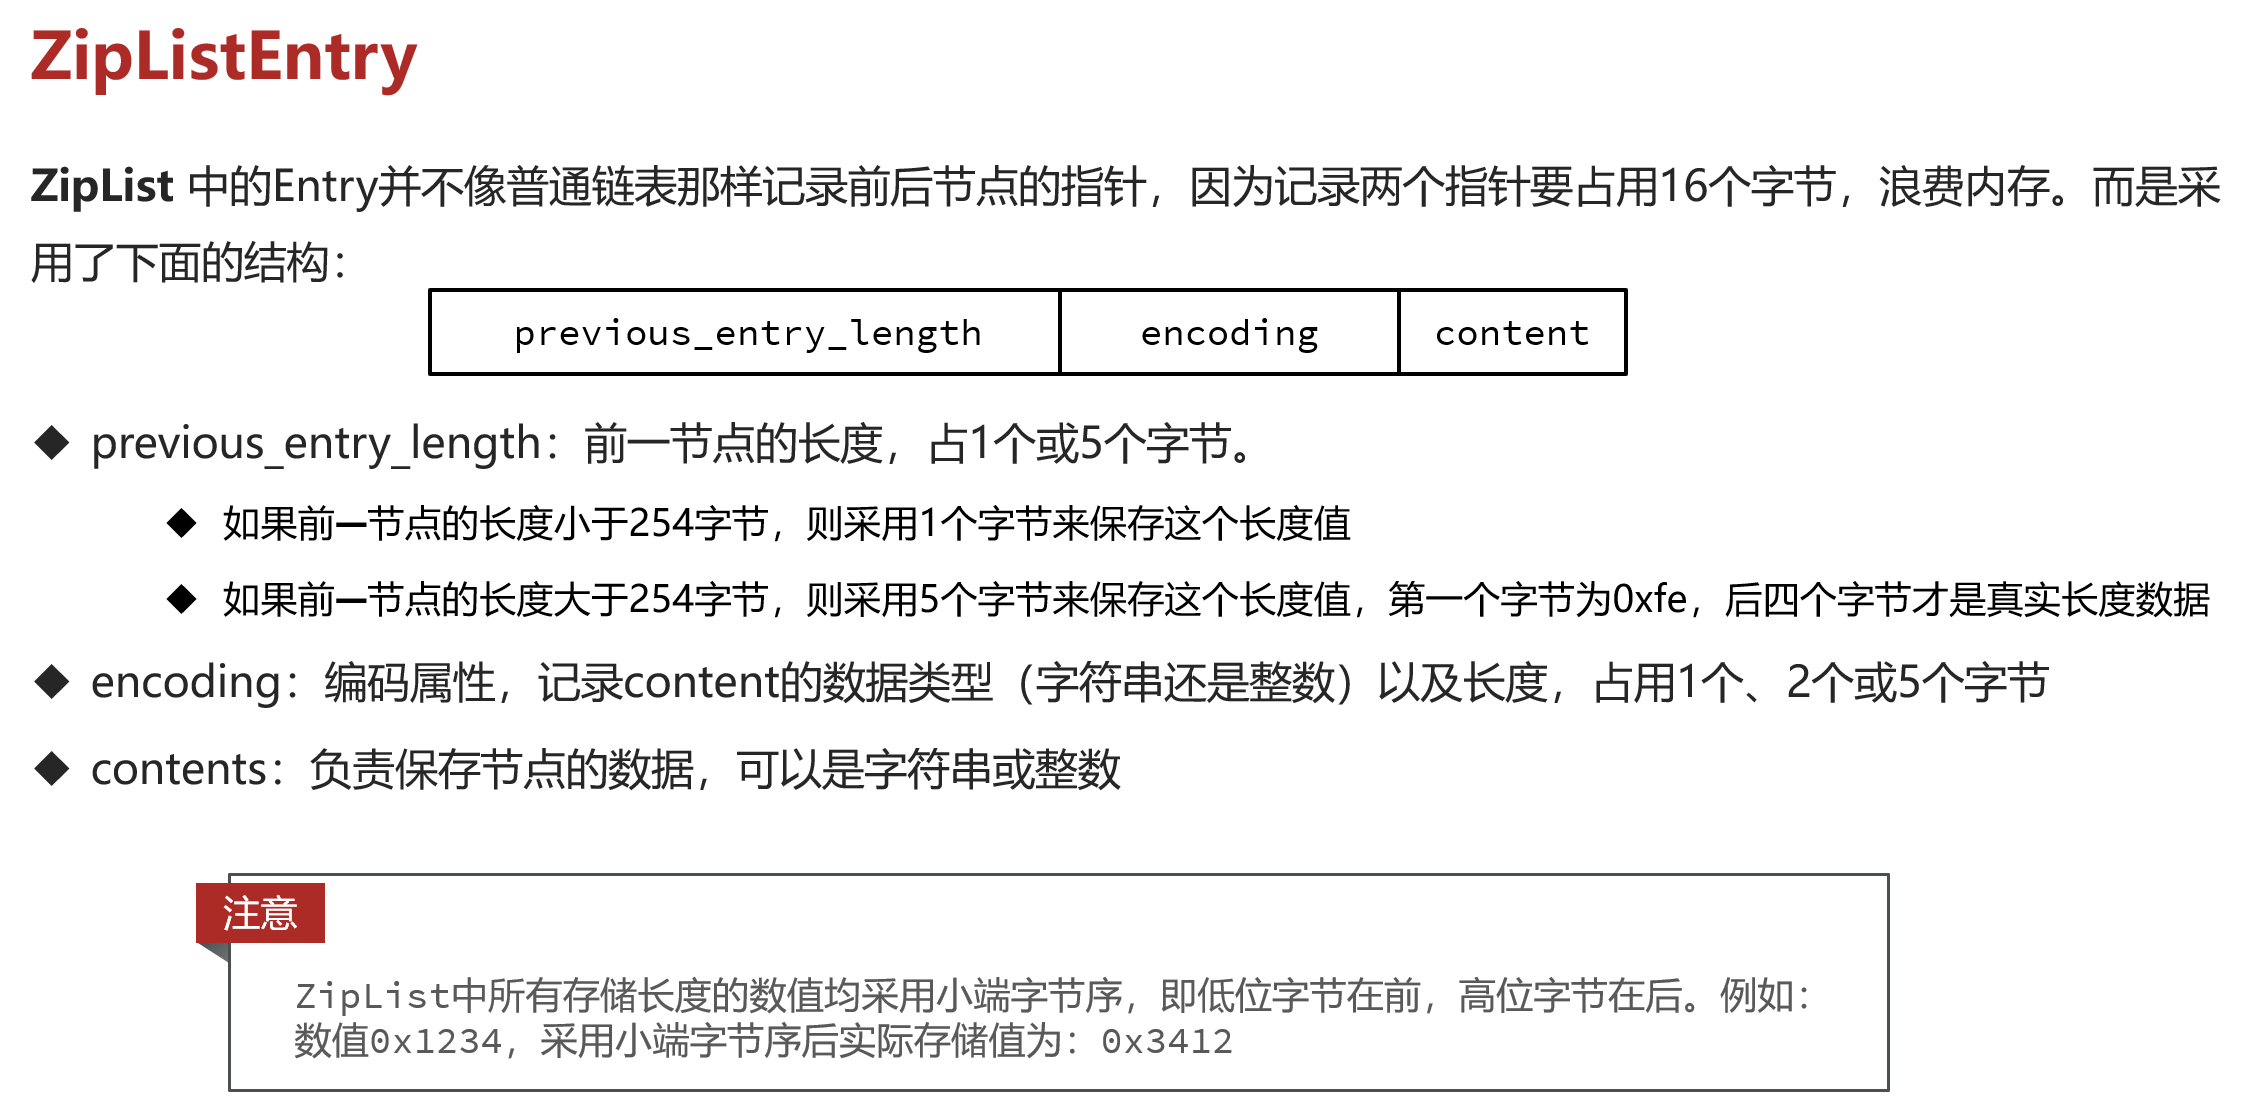 ZipListEntry
ZipList 中的Entry并不像普通链表那样记录前后节点的指针，因为记录两个指针要占用16个字节，浪费内存。而是采
用了下面的结构：
previous_entry_length encoding content
◆ previous_entry_length：前一节点的长度，占1个或5个字节。
◆ 如果前一节点的长度小于254字节，则采用1个字节来保存这个长度值
◆ 如果前一节点的长度大于254字节，则采用5个字节来保存这个长度值，第一个字节为0xfe，后四个字节才是真实长度数据
◆ encoding：编码属性，记录content的数据类型（字符串还是整数）以及长度，占用1个、2个或5个字节
◆ contents：负责保存节点的数据，可以是字符串或整数
注意
ZipList中所有存储长度的数值均采用小端字节序，即低位字节在前，高位字节在后。例如：
数值0x1234，采用小端字节序后实际存储值为：0x3412